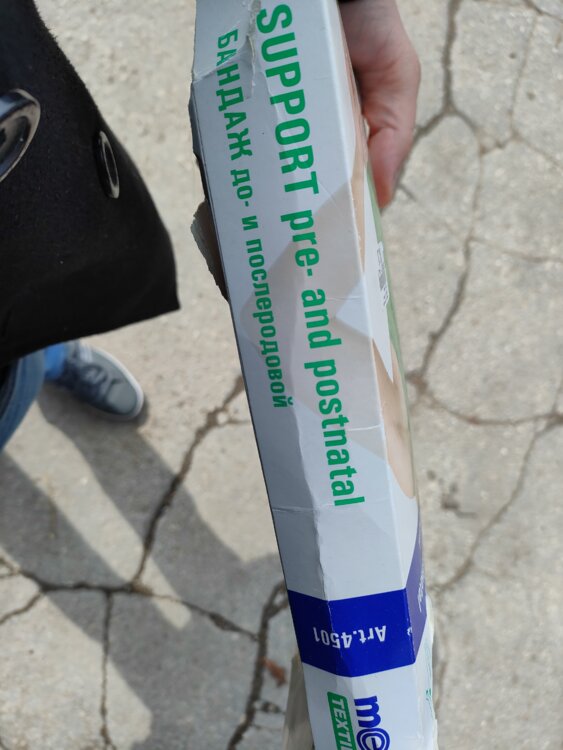 SUPPORT pre- and postnatal
БАНДАЖ до- и послеродовой
Art.4501